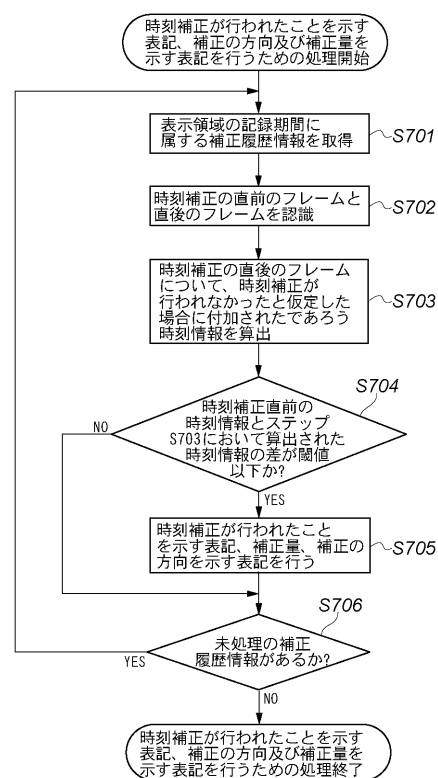 時刻補正が行われたことを示す
表記、補正の方向及び補正量を
示す表記を行うための処理開始
表示領域の記録期間に
属する補正履歴情報を取得
S701
時刻補正の直前のフレームと
直後のフレームを認識
S702
時刻補正の直後のフレーム
について、時刻補正が
行われなかったと仮定した
場合に付加されたであろう
時刻情報を算出
S703
S704
時刻補正直前の
時刻情報とステップ
S703において算出された
時刻情報の差が閾値
以下か?
NO
YES
時刻補正が行われたこと
を示す表記、補正量、補正の
方向を示す表記を行う
S705
S706
未処理の補正
履歴情報があるか?
YES
NO
時刻補正が行われたことを示す
表記、補正の方向及び補正量を
示す表記を行うための処理終了